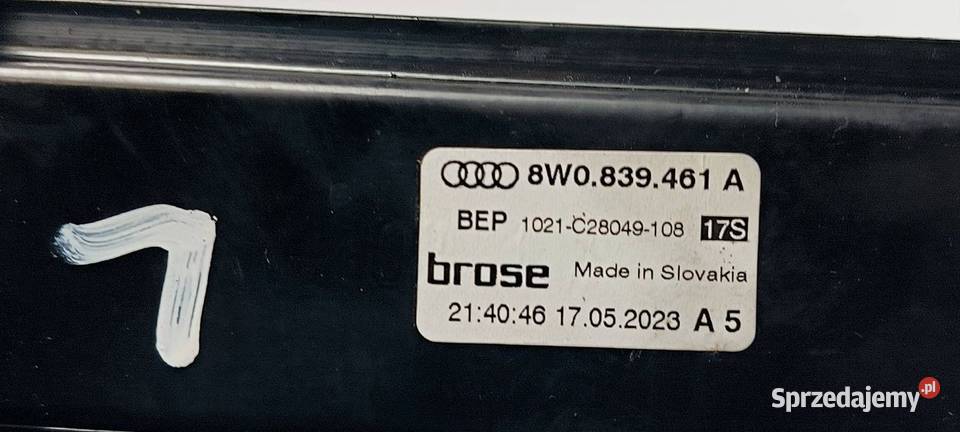 8W0.839.461 A
BEP 1021-C28049-108 17S
brose Made in Slovakia
21:40:46 17.05.2023 A 5
Sprzedajemy.pl